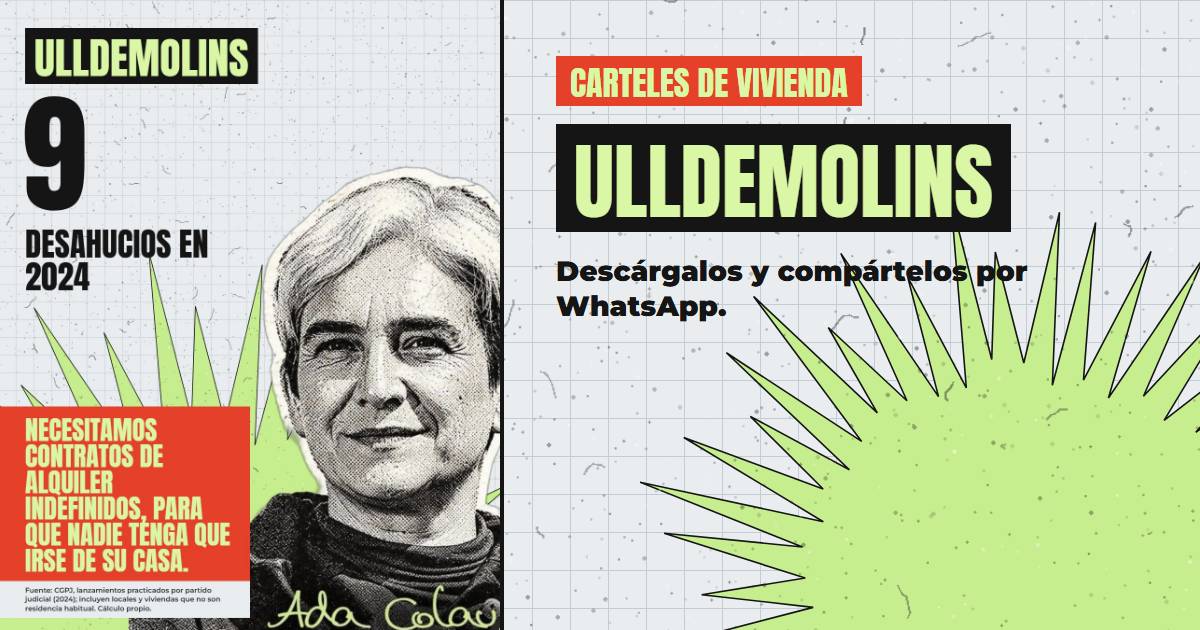 ULLDEMOLINS
9
DESAHUCIOS EN
2024
NECESITAMOS
CONTRATOS DE
ALQUILER
INDEFINIDOS, PARA
QUE NADIE TENGA QUE
IRSE DE SU CASA.
Fuente: CGPJ, lanzamientos practicados por partido
judicial (2024); incluyen locales y viviendas que no son
residencia habitual. Cálculo propio.
Ada Colau
CARTELES DE VIVIENDA
ULLDEMOLINS
Descárgalos y compártelos por
WhatsApp.